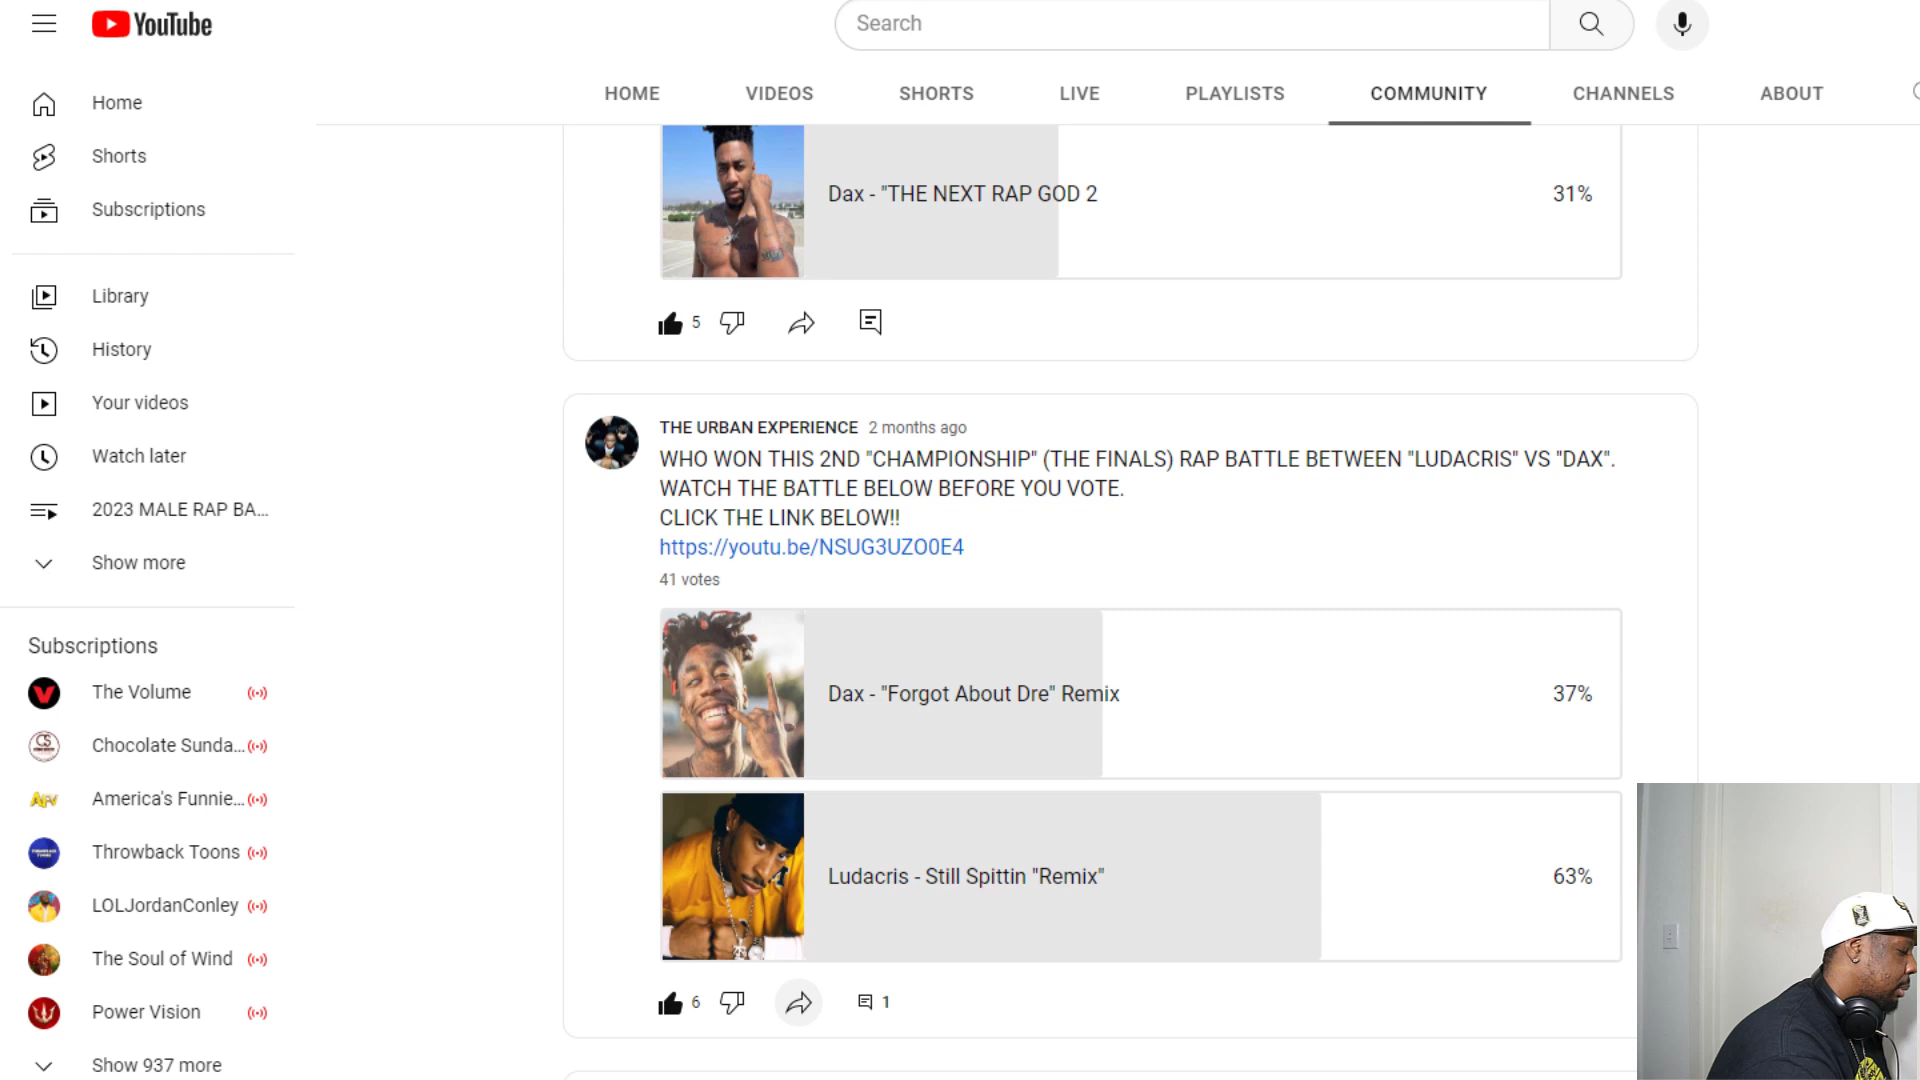 YouTube
Search
HOME VIDEOS SHORTS LIVE PLAYLISTS COMMUNITY CHANNELS ABOUT
Home
Shorts
Subscriptions
Library
History
Your videos
Watch later
2023 MALE RAP BA...
Show more
Subscriptions
The Volume
Chocolate Sunda...
America's Funnie...
Throwback Toons
LOLJordanConley
The Soul of Wind
Power Vision
Show 937 more
Dax - "THE NEXT RAP GOD 2 31%
5
THE URBAN EXPERIENCE 2 months ago
WHO WON THIS 2ND "CHAMPIONSHIP" (THE FINALS) RAP BATTLE BETWEEN "LUDACRIS" VS "DAX".
WATCH THE BATTLE BELOW BEFORE YOU VOTE.
CLICK THE LINK BELOW!!
https://youtu.be/NSUG3UZO0E4
41 votes
Dax - "Forgot About Dre" Remix 37%
Ludacris - Still Spittin "Remix" 63%
6 1